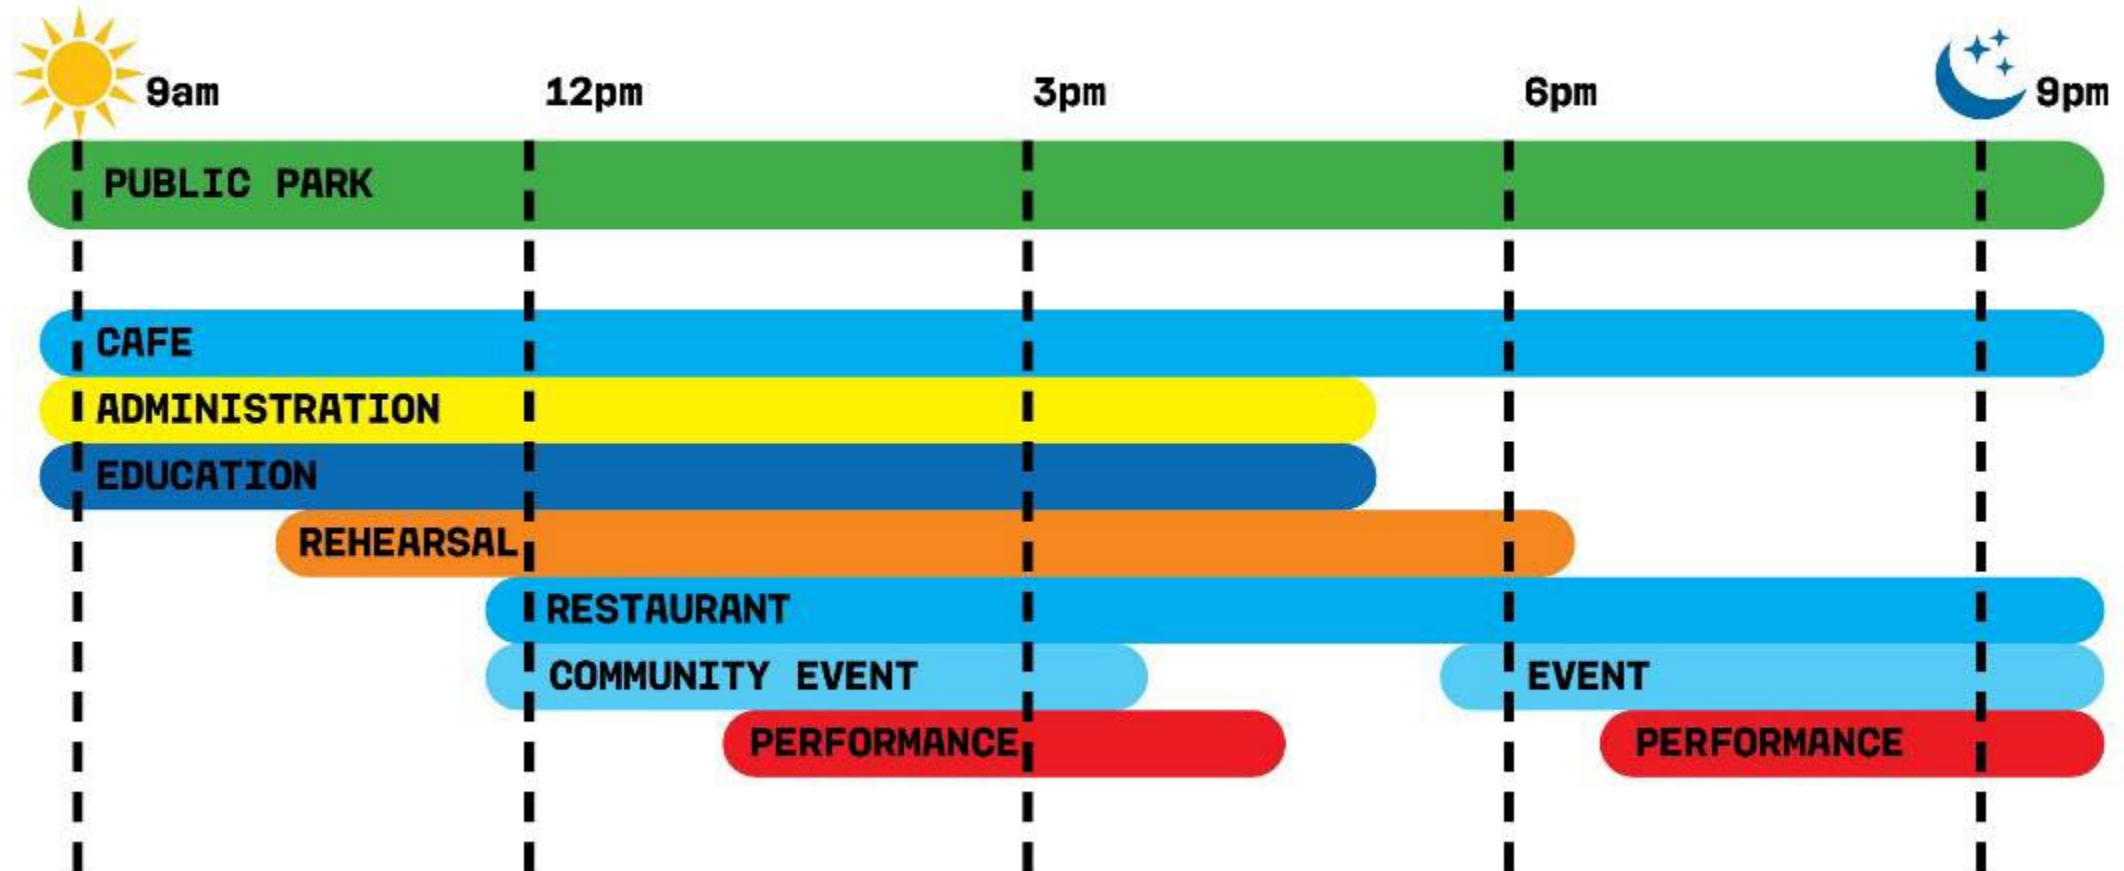 9am 12pm 3pm 6pm 9pm
PUBLIC PARK
CAFE
ADMINISTRATION
EDUCATION
REHEARSAL
RESTAURANT
COMMUNITY EVENT EVENT
PERFORMANCE PERFORMANCE